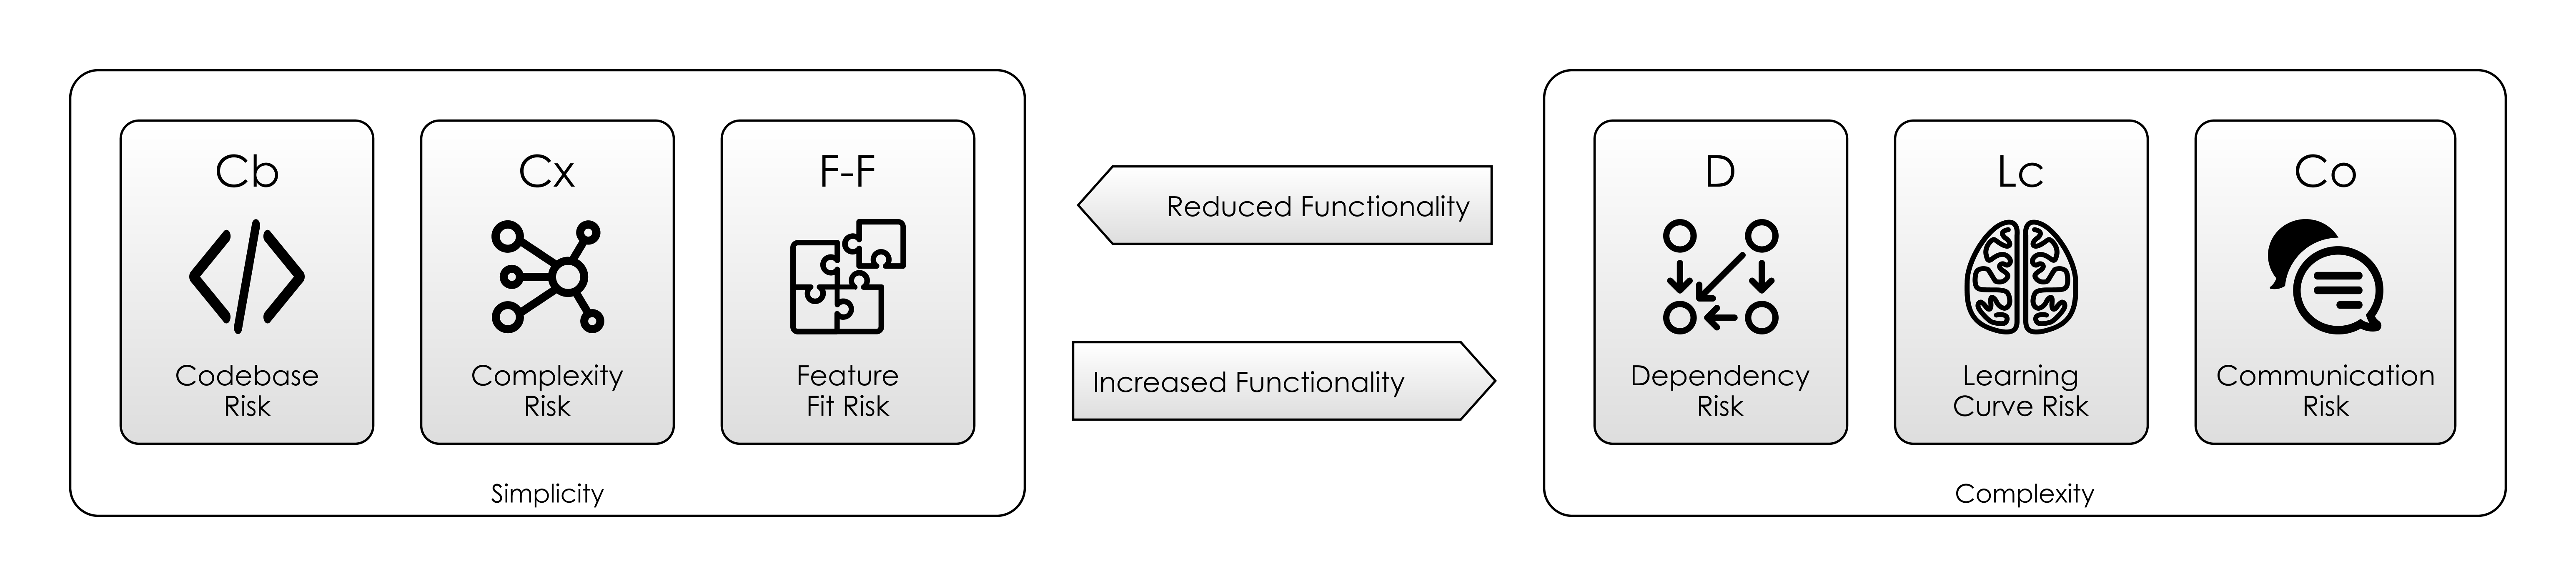 Cb
Codebase
Risk
Cx
Complexity
Risk
F-F
Feature
Fit Risk
Simplicity
Reduced Functionality
Increased Functionality
D
Dependency
Risk
Lc
Learning
Curve Risk
Co
Communication
Risk
Complexity